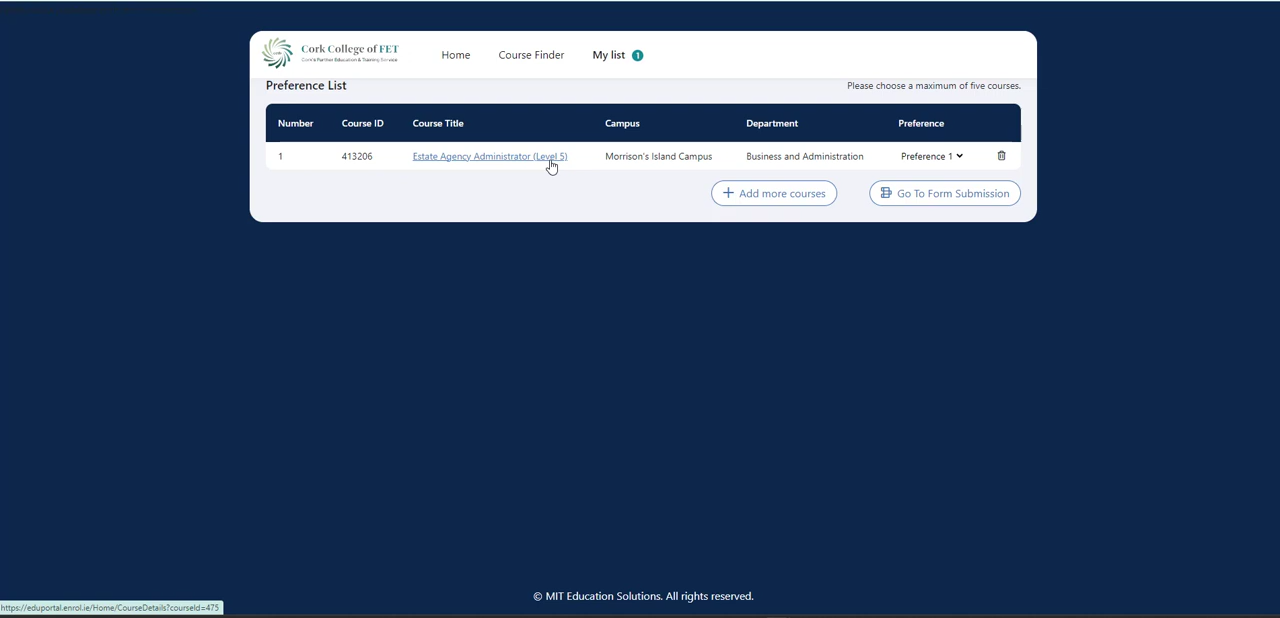 Cork College of FET
Cork's Further Education & Training Service
Home
Course Finder
My list 1
Preference List
Please choose a maximum of five courses.
Number Course ID Course Title Campus Department Preference
1 413206 Estate Agency Administrator (Level 5) Morrison's Island Campus Business and Administration Preference 1
Add more courses
Go To Form Submission
© MIT Education Solutions. All rights reserved.
https://eduportal.enrol.ie/Home/CourseDetails?courseId=475